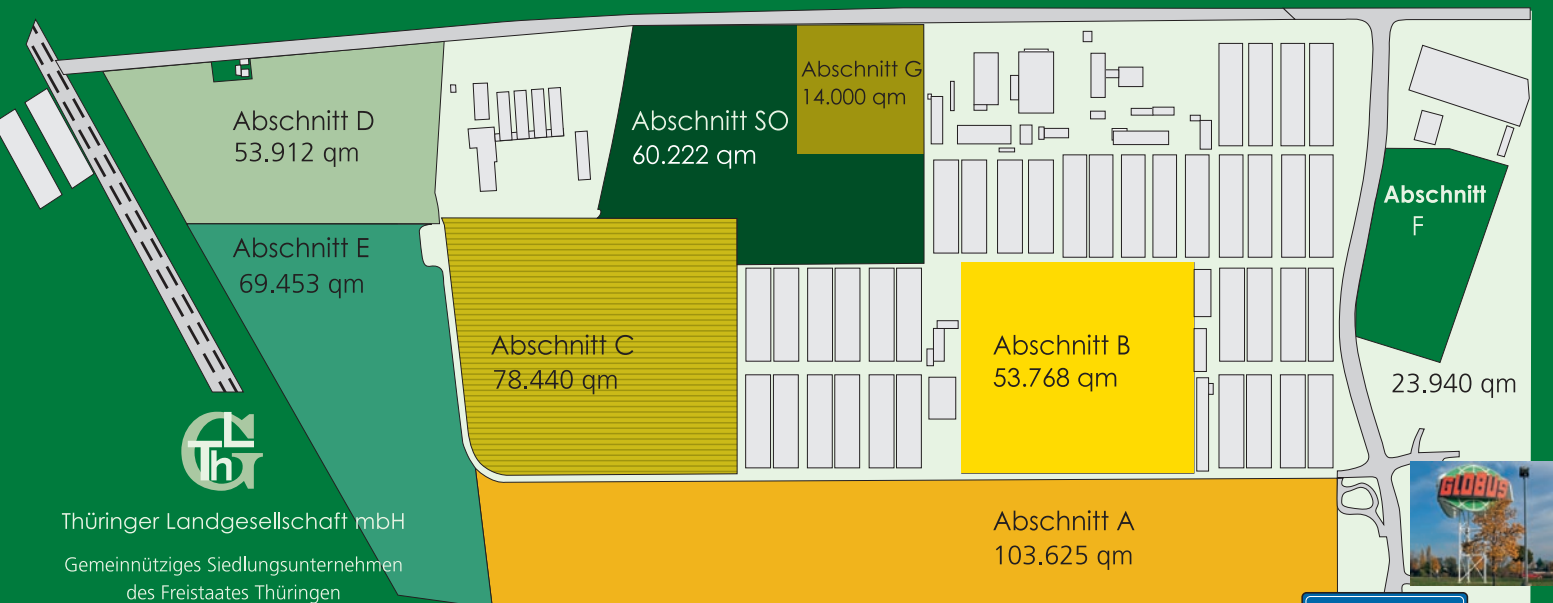 Abschnitt D
53.912 qm
Abschnitt SO
60.222 qm
Abschnitt G
14.000 qm
Abschnitt
F
23.940 qm
Abschnitt E
69.453 qm
Abschnitt C
78.440 qm
Abschnitt B
53.768 qm
Abschnitt A
103.625 qm
GLOBUS
ThLG
Thüringer Landgesellschaft mbH
Gemeinnütziges Siedlungsunternehmen
des Freistaates Thüringen